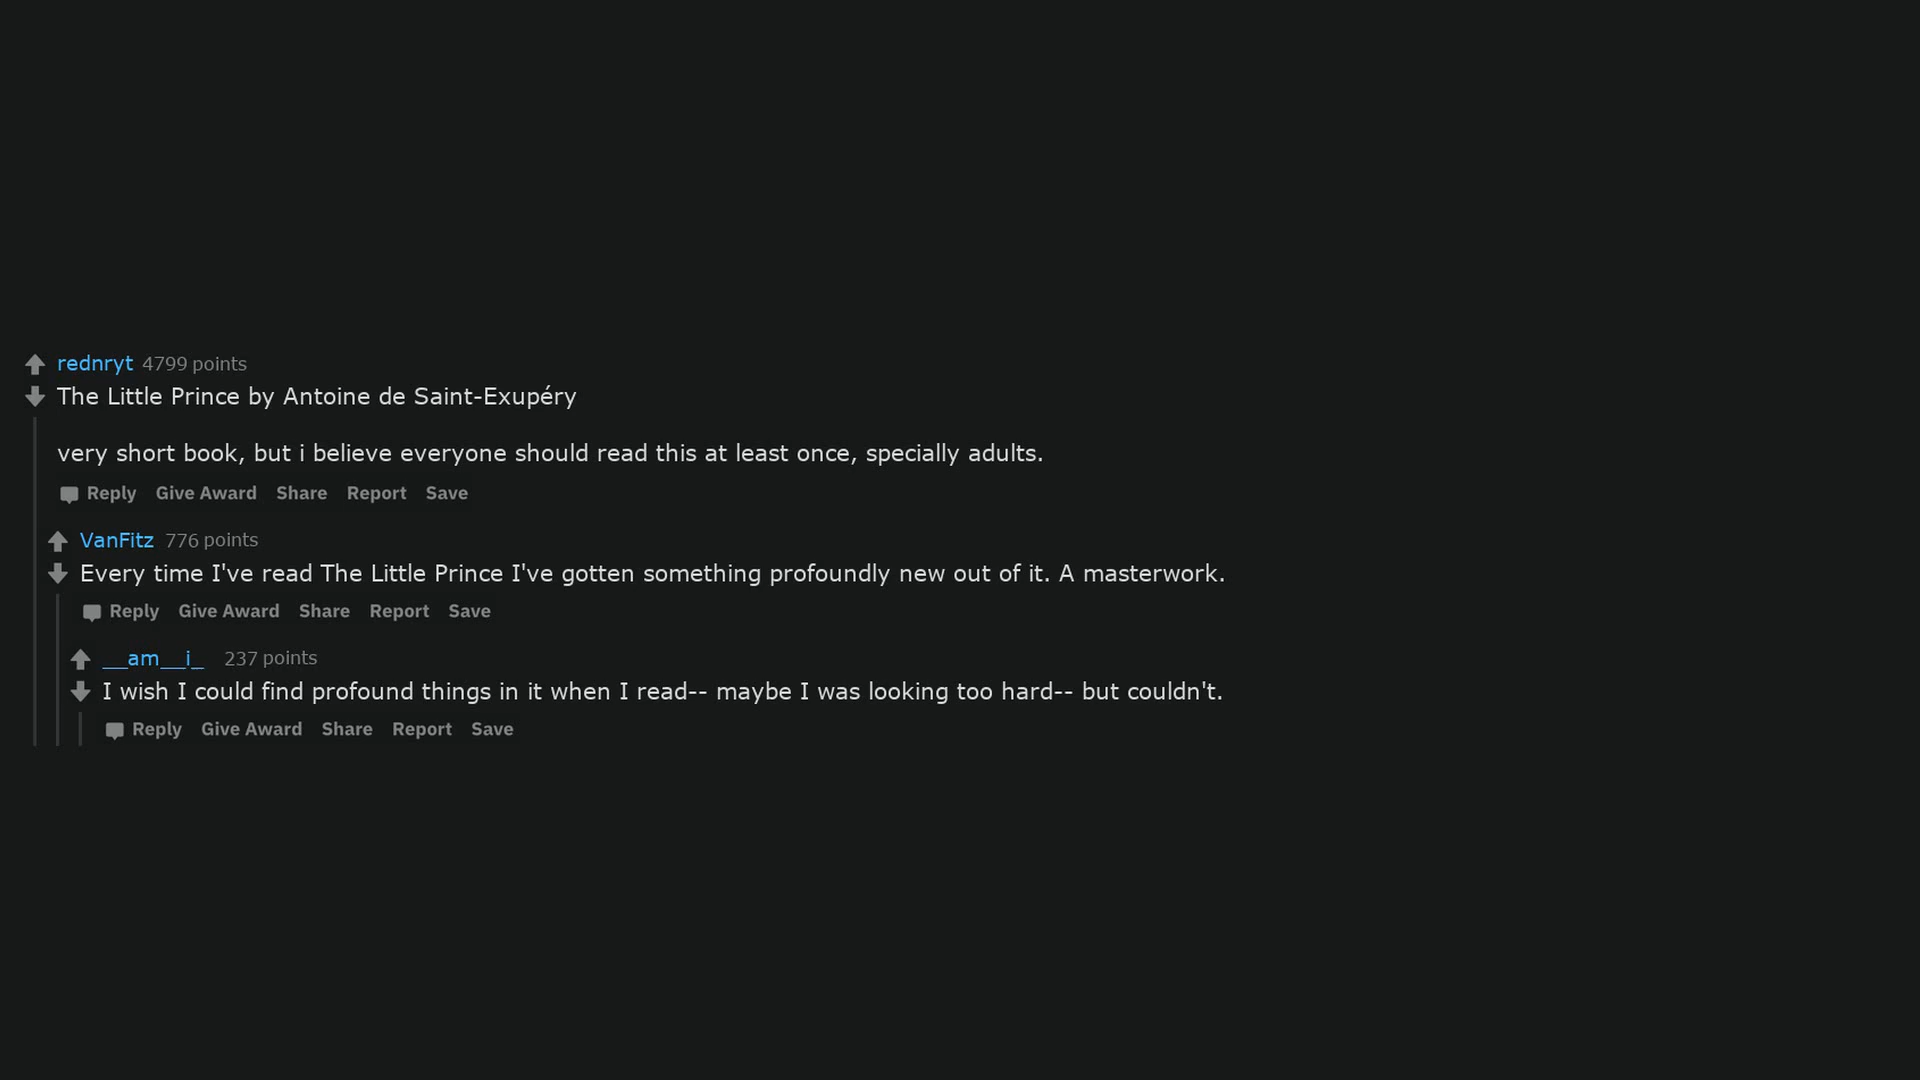 rednryt 4799 points
The Little Prince by Antoine de Saint-Exupéry
very short book, but i believe everyone should read this at least once, specially adults.
Reply Give Award Share Report Save
VanFitz 776 points
Every time I've read The Little Prince I've gotten something profoundly new out of it. A masterwork.
Reply Give Award Share Report Save
__am__i_ 237 points
I wish I could find profound things in it when I read-- maybe I was looking too hard-- but couldn't.
Reply Give Award Share Report Save